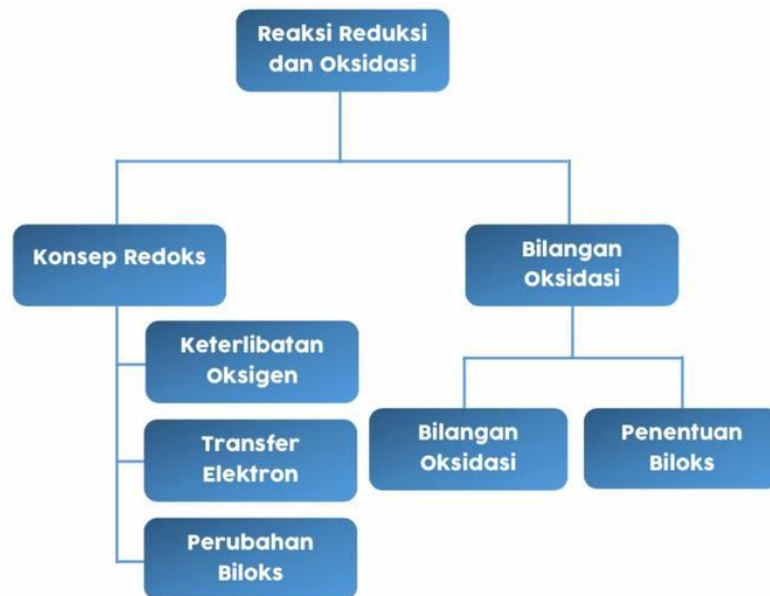 Reaksi Reduksi
dan Oksidasi
Konsep Redoks
Bilangan
Oksidasi
Keterlibatan
Oksigen
Transfer
Elektron
Perubahan
Biloks
Bilangan
Oksidasi
Penentuan
Biloks